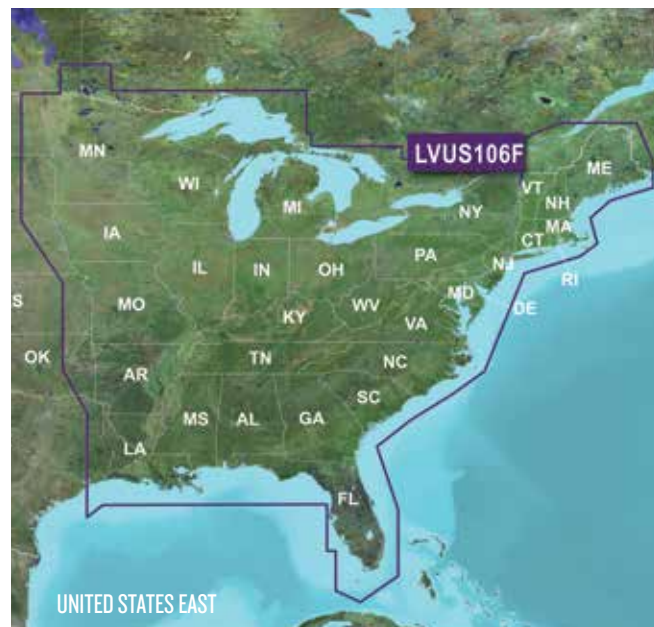 LVUS106F
MN
WI
MI
VT
ME
NH
MA
NY
CT
IA
PA
NJ
RI
IL
IN
OH
MD
DE
S
MO
WV
KY
VA
OK
TN
NC
AR
SC
MS
AL
GA
LA
FL
UNITED STATES EAST